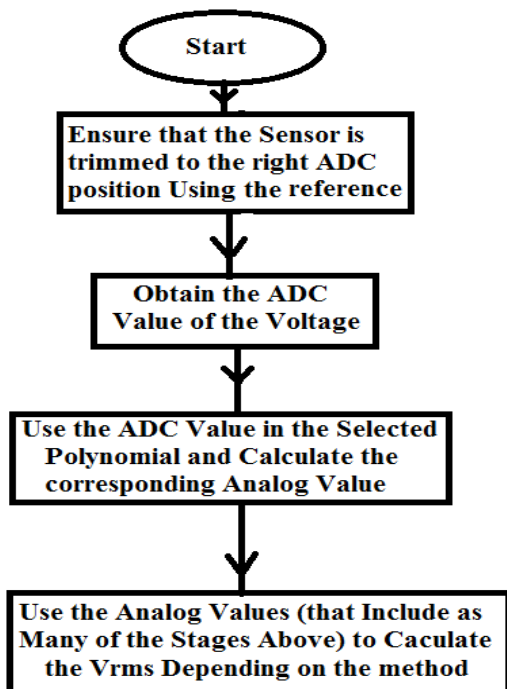 Start
Ensure that the Sensor is
trimmed to the right ADC
position Using the reference
Obtain the ADC
Value of the Voltage
Use the ADC Value in the Selected
Polynomial and Calculate the
corresponding Analog Value
Use the Analog Values (that Include as
Many of the Stages Above) to Caculate
the Vrms Depending on the method